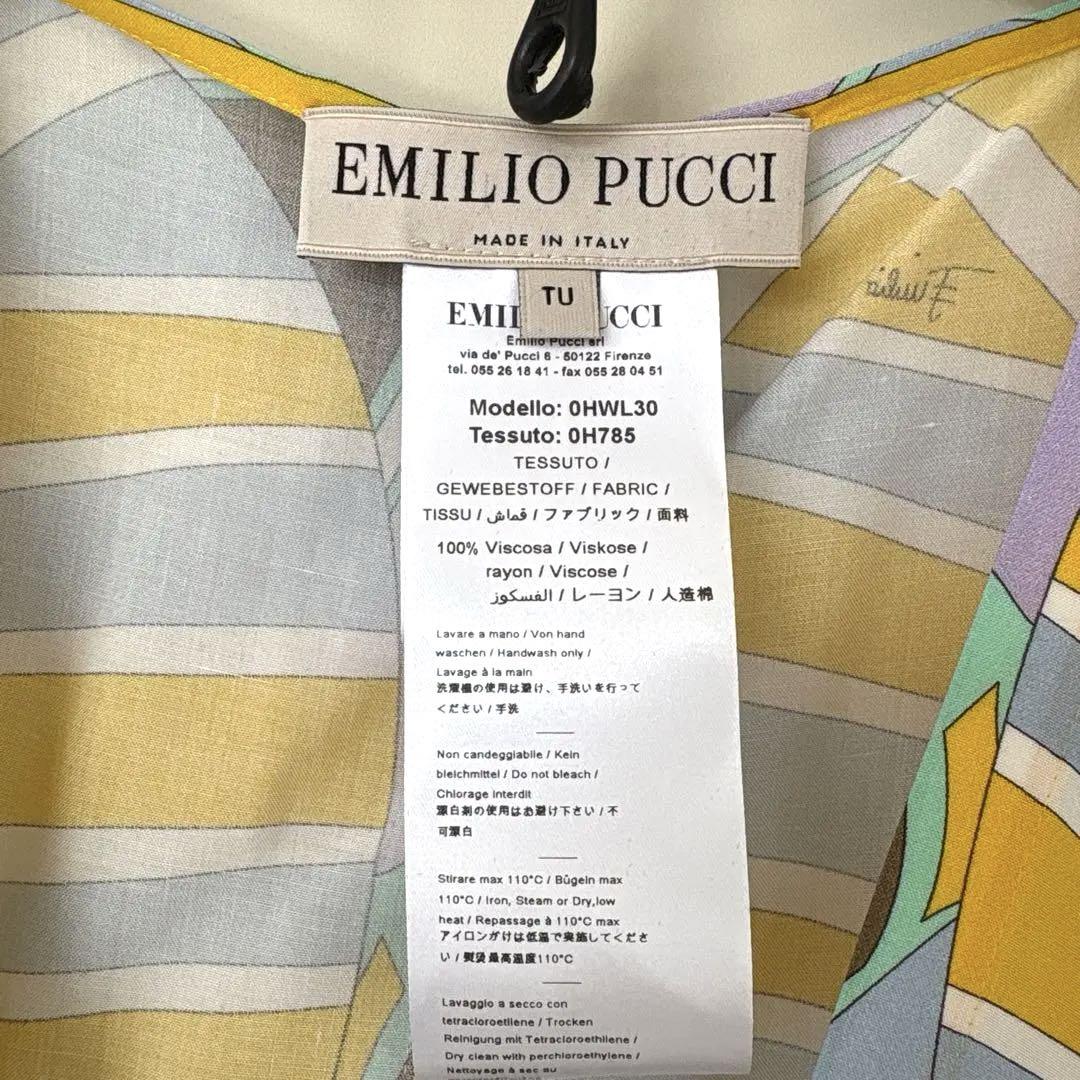 EMILIO PUCCI
MADE IN ITALY
TU
EMI UCCI
Emilio Pucci srl
via de' Pucci 6 - 50122 Firenze
tel. 055 26 18 41 - fax 055 28 04 51
Modello: 0HWL30
Tessuto: 0H785
TESSUTO /
GEWEBESTOFF / FABRIC /
TISSU / قماش / ファブリック / 面料
100% Viscosa / Viskose /
rayon / Viscose /
الفسكوز / レーヨン / 人造棉
Lavare a mano / Von hand
waschen / Handwash only /
Lavage à la main
洗濯機の使用は避け、手洗いを行って
ください / 手洗
Non candeggiabile / Kein
bleichmittel / Do not bleach /
Chlorage interdit
漂白剤の使用はお避け下さい / 不
可漂白
Stirare max 110°C / Bügeln max
110°C / Iron, Steam or Dry,low
heat / Repassage à 110°C max
アイロンがけは低温で実施してくださ
い / 熨烫最高温度110°C
Lavaggio a secco con
tetracloroetilene / Trocken
Reinigung mit Tetracloroethilene /
Dry clean with perchloroethylene /
Nettoyage à sec au